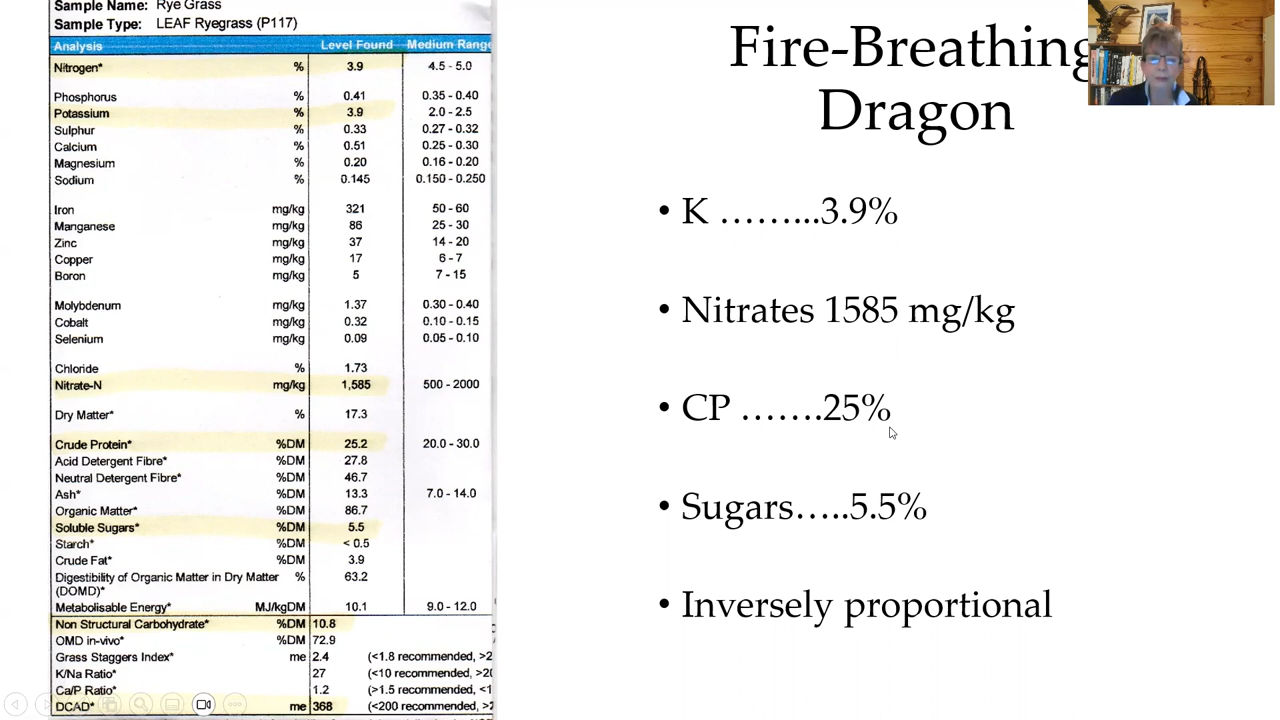 Sample Name: Rye Grass
Sample Type: LEAF Ryegrass (P117)
Analysis Level Found Medium Range
Nitrogen* % 3.9 4.5 - 5.0
Phosphorus % 0.41 0.35 - 0.40
Potassium % 3.9 2.0 - 2.5
Sulphur % 0.33 0.27 - 0.32
Calcium % 0.51 0.25 - 0.30
Magnesium % 0.20 0.16 - 0.20
Sodium % 0.145 0.150 - 0.250
Iron mg/kg 321 50 - 60
Manganese mg/kg 86 25 - 30
Zinc mg/kg 37 14 - 20
Copper mg/kg 17 6 - 7
Boron mg/kg 5 7 - 15
Molybdenum mg/kg 1.37 0.30 - 0.40
Cobalt mg/kg 0.32 0.10 - 0.15
Selenium mg/kg 0.09 0.05 - 0.10
Chloride % 1.73
Nitrate-N mg/kg 1,585 500 - 2000
Dry Matter* % 17.3
Crude Protein* %DM 25.2 20.0 - 30.0
Acid Detergent Fibre* %DM 27.8
Neutral Detergent Fibre* %DM 46.7
Ash* %DM 13.3 7.0 - 14.0
Organic Matter* %DM 86.7
Soluble Sugars* %DM 5.5
Starch* %DM < 0.5
Crude Fat* %DM 3.9
Digestibility of Organic Matter in Dry Matter % 63.2
(DOMD)*
Metabolisable Energy* MJ/kgDM 10.1 9.0 - 12.0
Non Structural Carbohydrate* %DM 10.8
OMD in-vivo* %DM 72.9
Grass Staggers Index* me 2.4 (<1.8 recommended, >2
K/Na Ratio* 27 (<10 recommended, >20
Ca/P Ratio* 1.2 (>1.5 recommended, <1
DCAD* me 368 (<200 recommended, >
Fire-Breathing
Dragon
• K ……...3.9%
• Nitrates 1585 mg/kg
• CP …….25%
• Sugars…..5.5%
• Inversely proportional